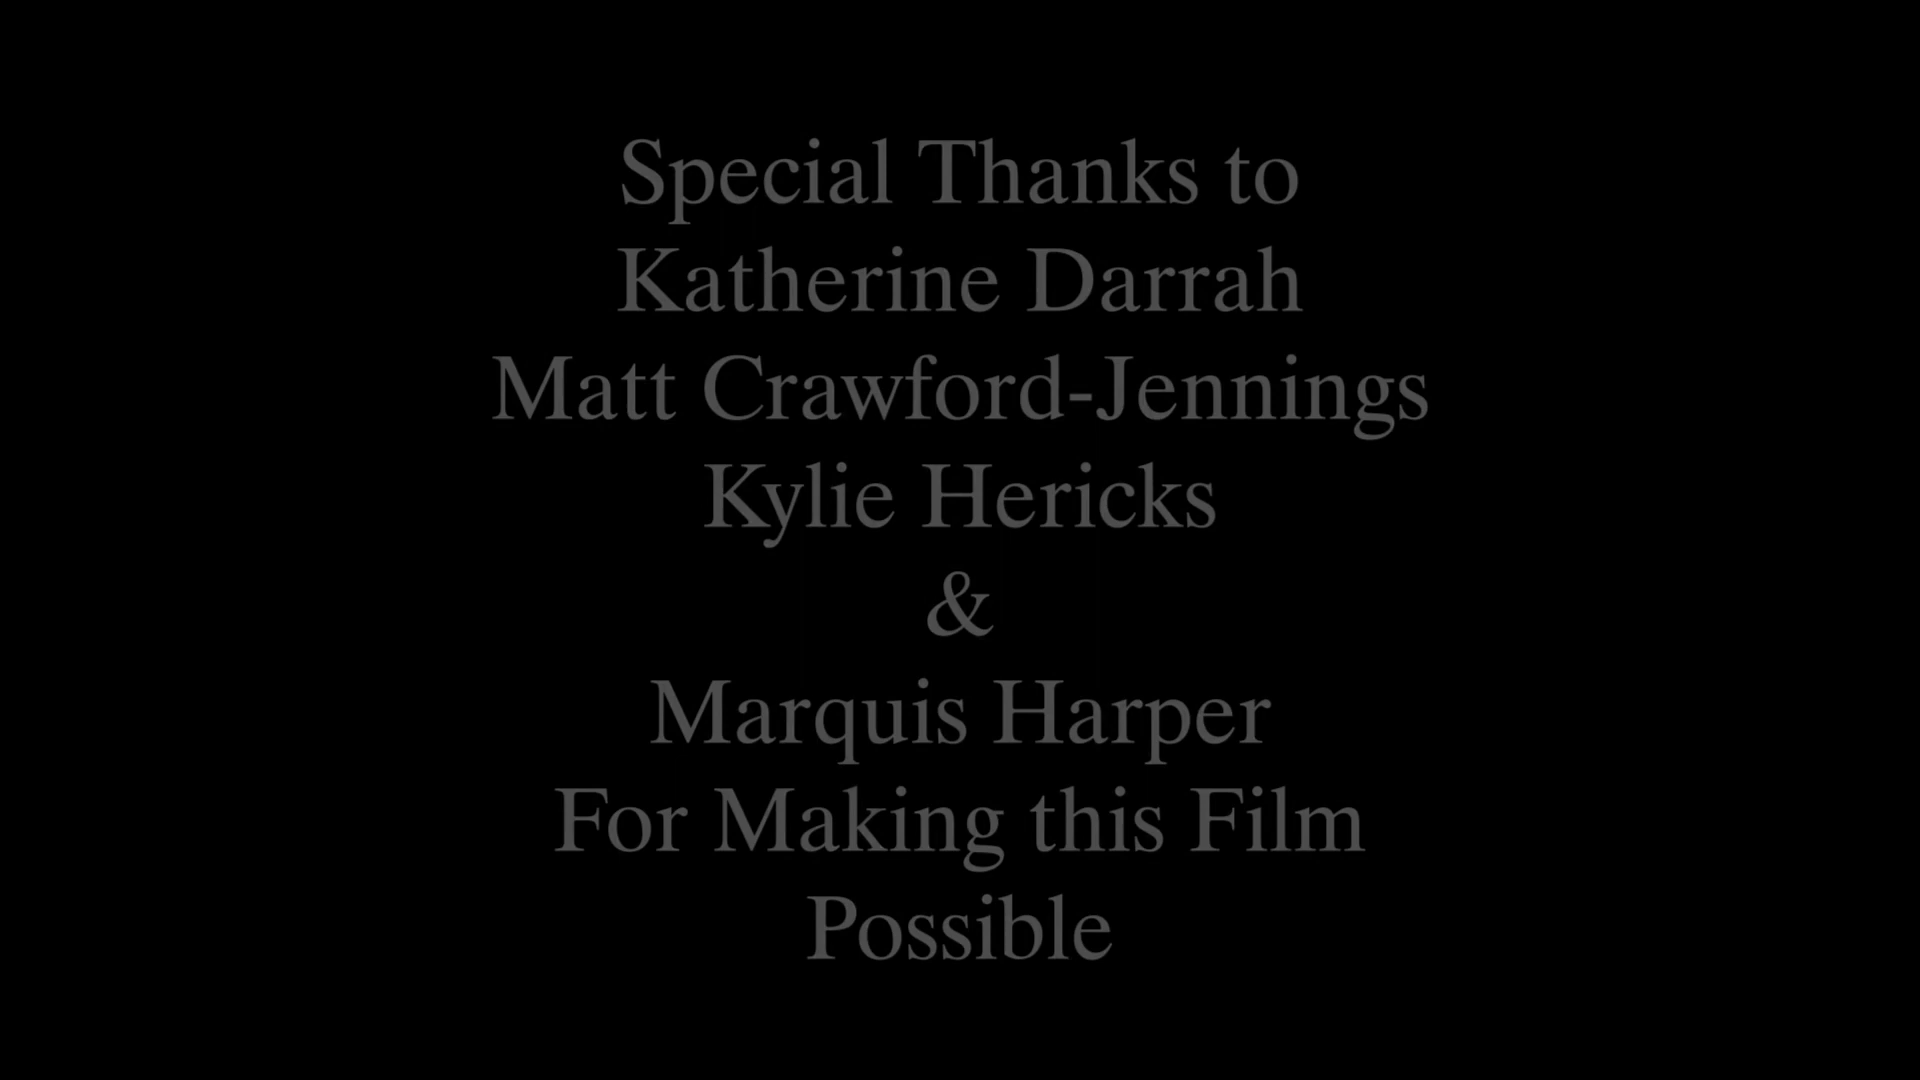 Special Thanks to
Katherine Darrah
Matt Crawford-Jennings
Kylie Hericks
&
Marquis Harper
For Making this Film
Possible